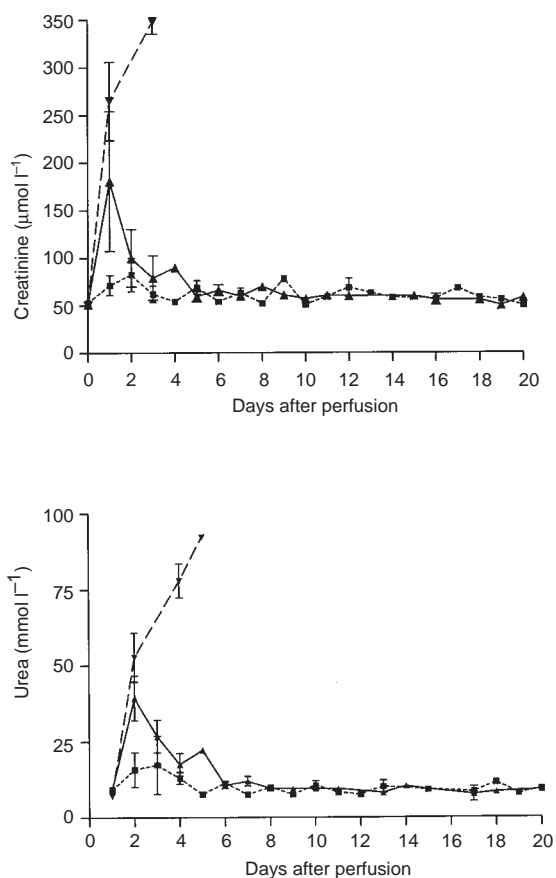 350
300
250
200
150
100
50
0
Creatinine (μmol l⁻¹)
0 2 4 6 8 10 12 14 16 18 20
Days after perfusion
100
75
50
25
0
Urea (mmol l⁻¹)
0 1 2 3 4 6 8 10 12 14 16 18 20
Days after perfusion